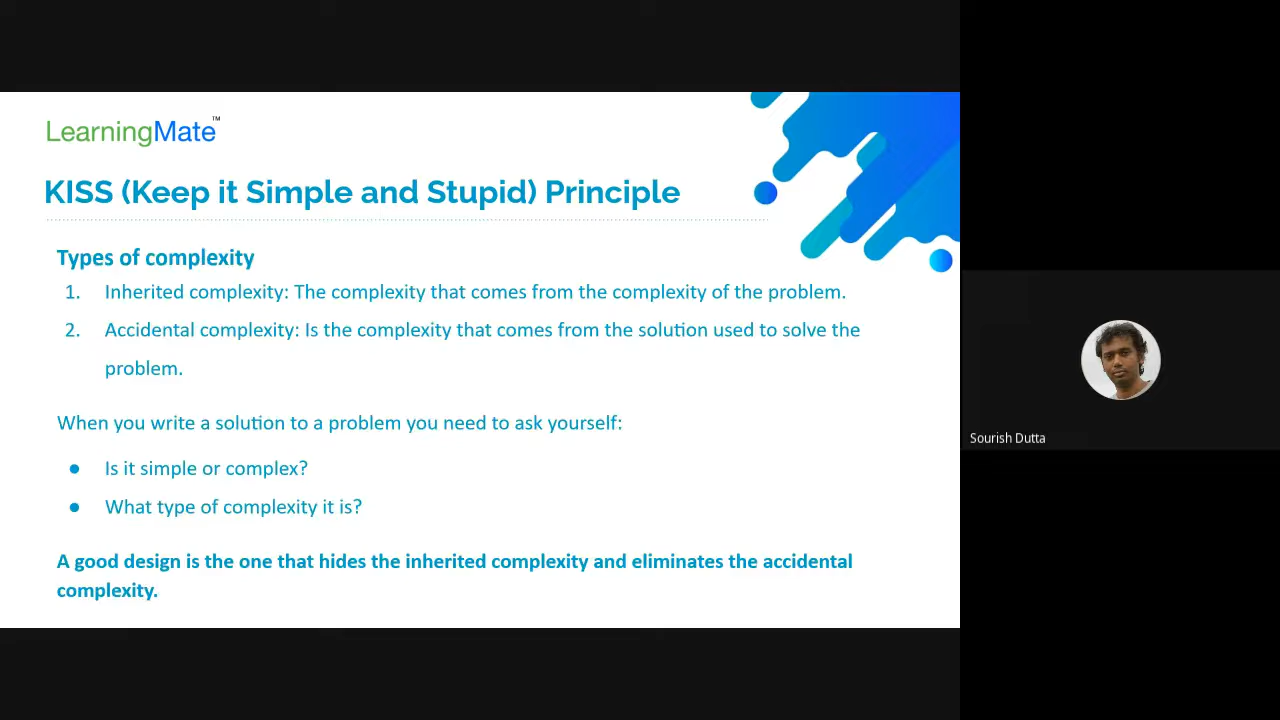 LearningMate™
KISS (Keep it Simple and Stupid) Principle
Types of complexity
1. Inherited complexity: The complexity that comes from the complexity of the problem.
2. Accidental complexity: Is the complexity that comes from the solution used to solve the
problem.
When you write a solution to a problem you need to ask yourself:
● Is it simple or complex?
● What type of complexity it is?
A good design is the one that hides the inherited complexity and eliminates the accidental
complexity.
Sourish Dutta